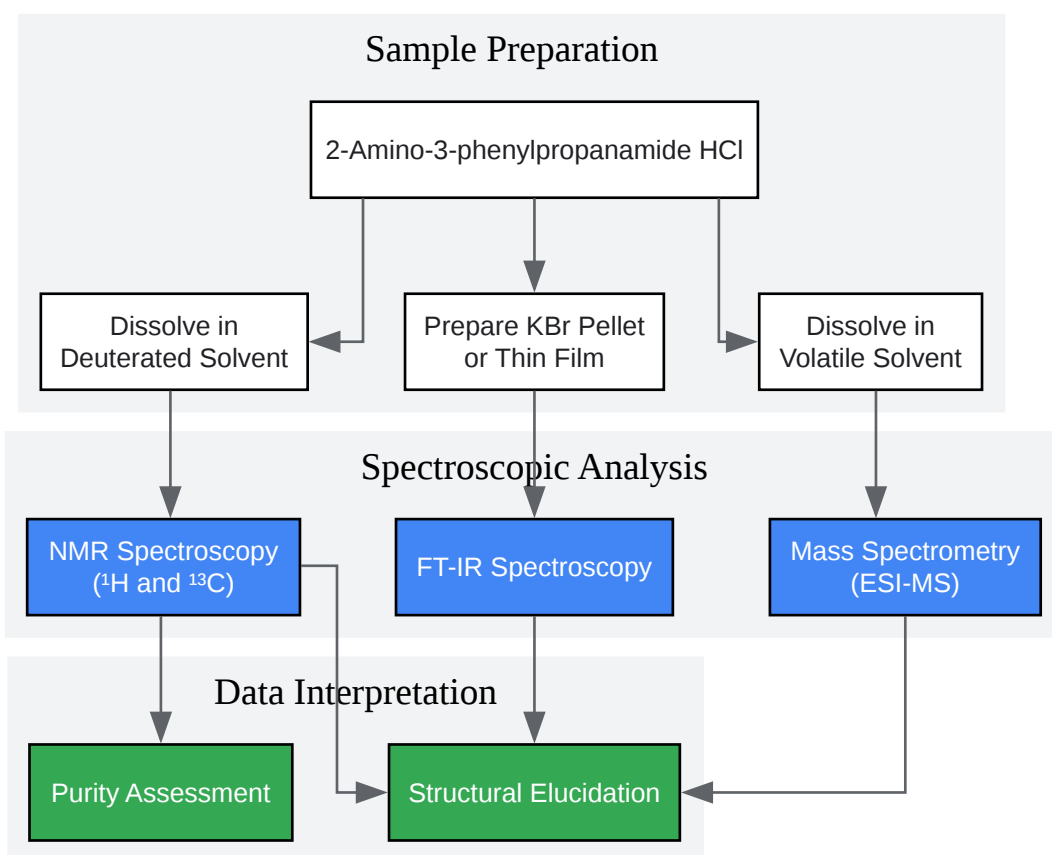 Sample Preparation
2-Amino-3-phenylpropanamide HCl
Dissolve in
Deuterated Solvent
Prepare KBr Pellet
or Thin Film
Dissolve in
Volatile Solvent
Spectroscopic Analysis
NMR Spectroscopy
(¹H and ¹³C)
FT-IR Spectroscopy
Mass Spectrometry
(ESI-MS)
Data Interpretation
Purity Assessment
Structural Elucidation